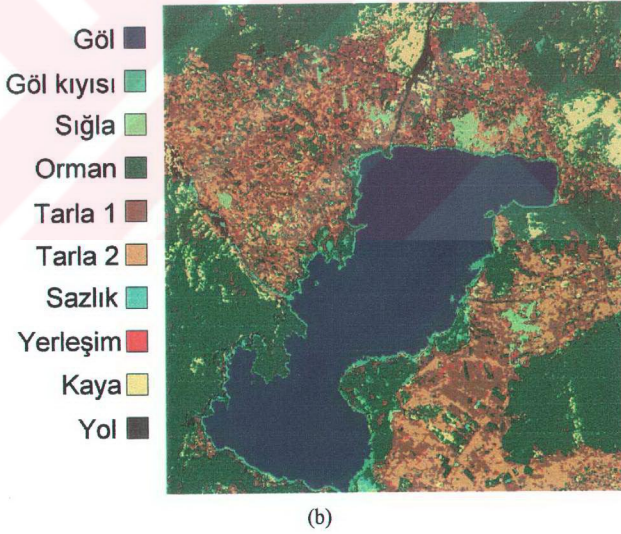 Göl
Göl kıyısı
Sığla
Orman
Tarla 1
Tarla 2
Sazlık
Yerleşim
Kaya
Yol
(b)